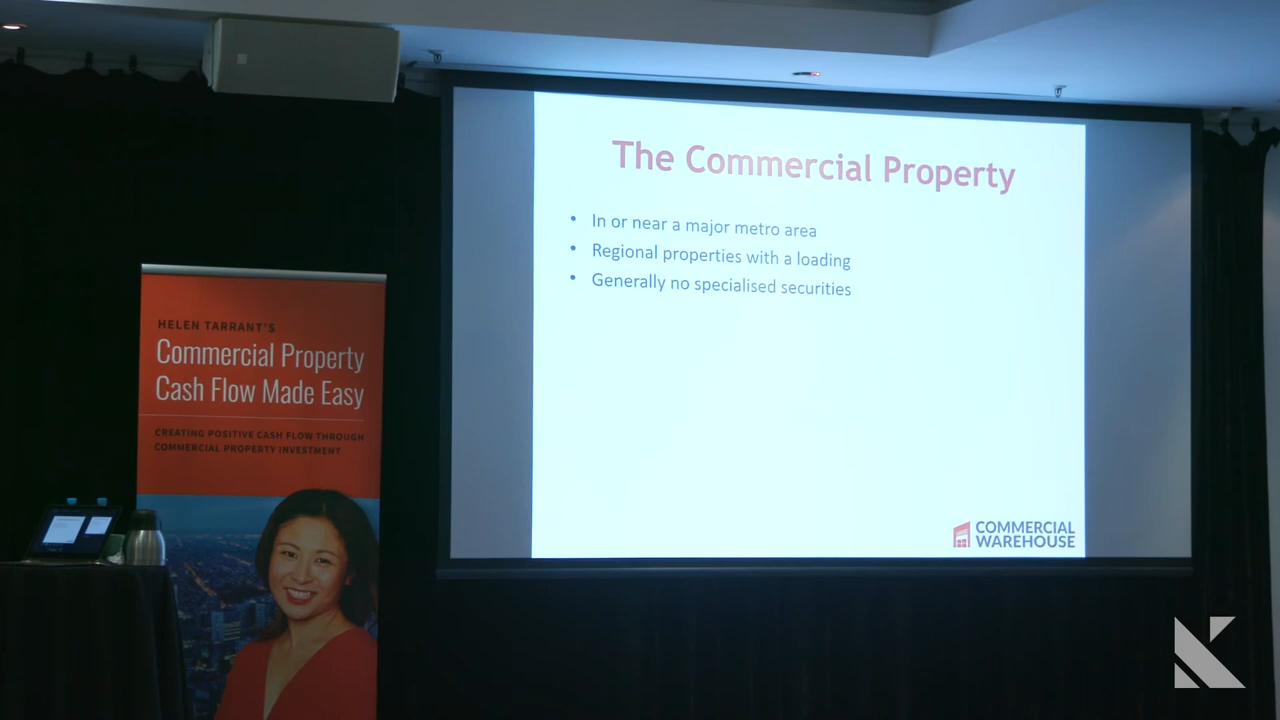 The Commercial Property
• In or near a major metro area
• Regional properties with a loading
• Generally no specialised securities
COMMERCIAL
WAREHOUSE
HELEN TARRANT'S
Commercial Property
Cash Flow Made Easy
CREATING POSITIVE CASH FLOW THROUGH
COMMERCIAL PROPERTY INVESTMENT